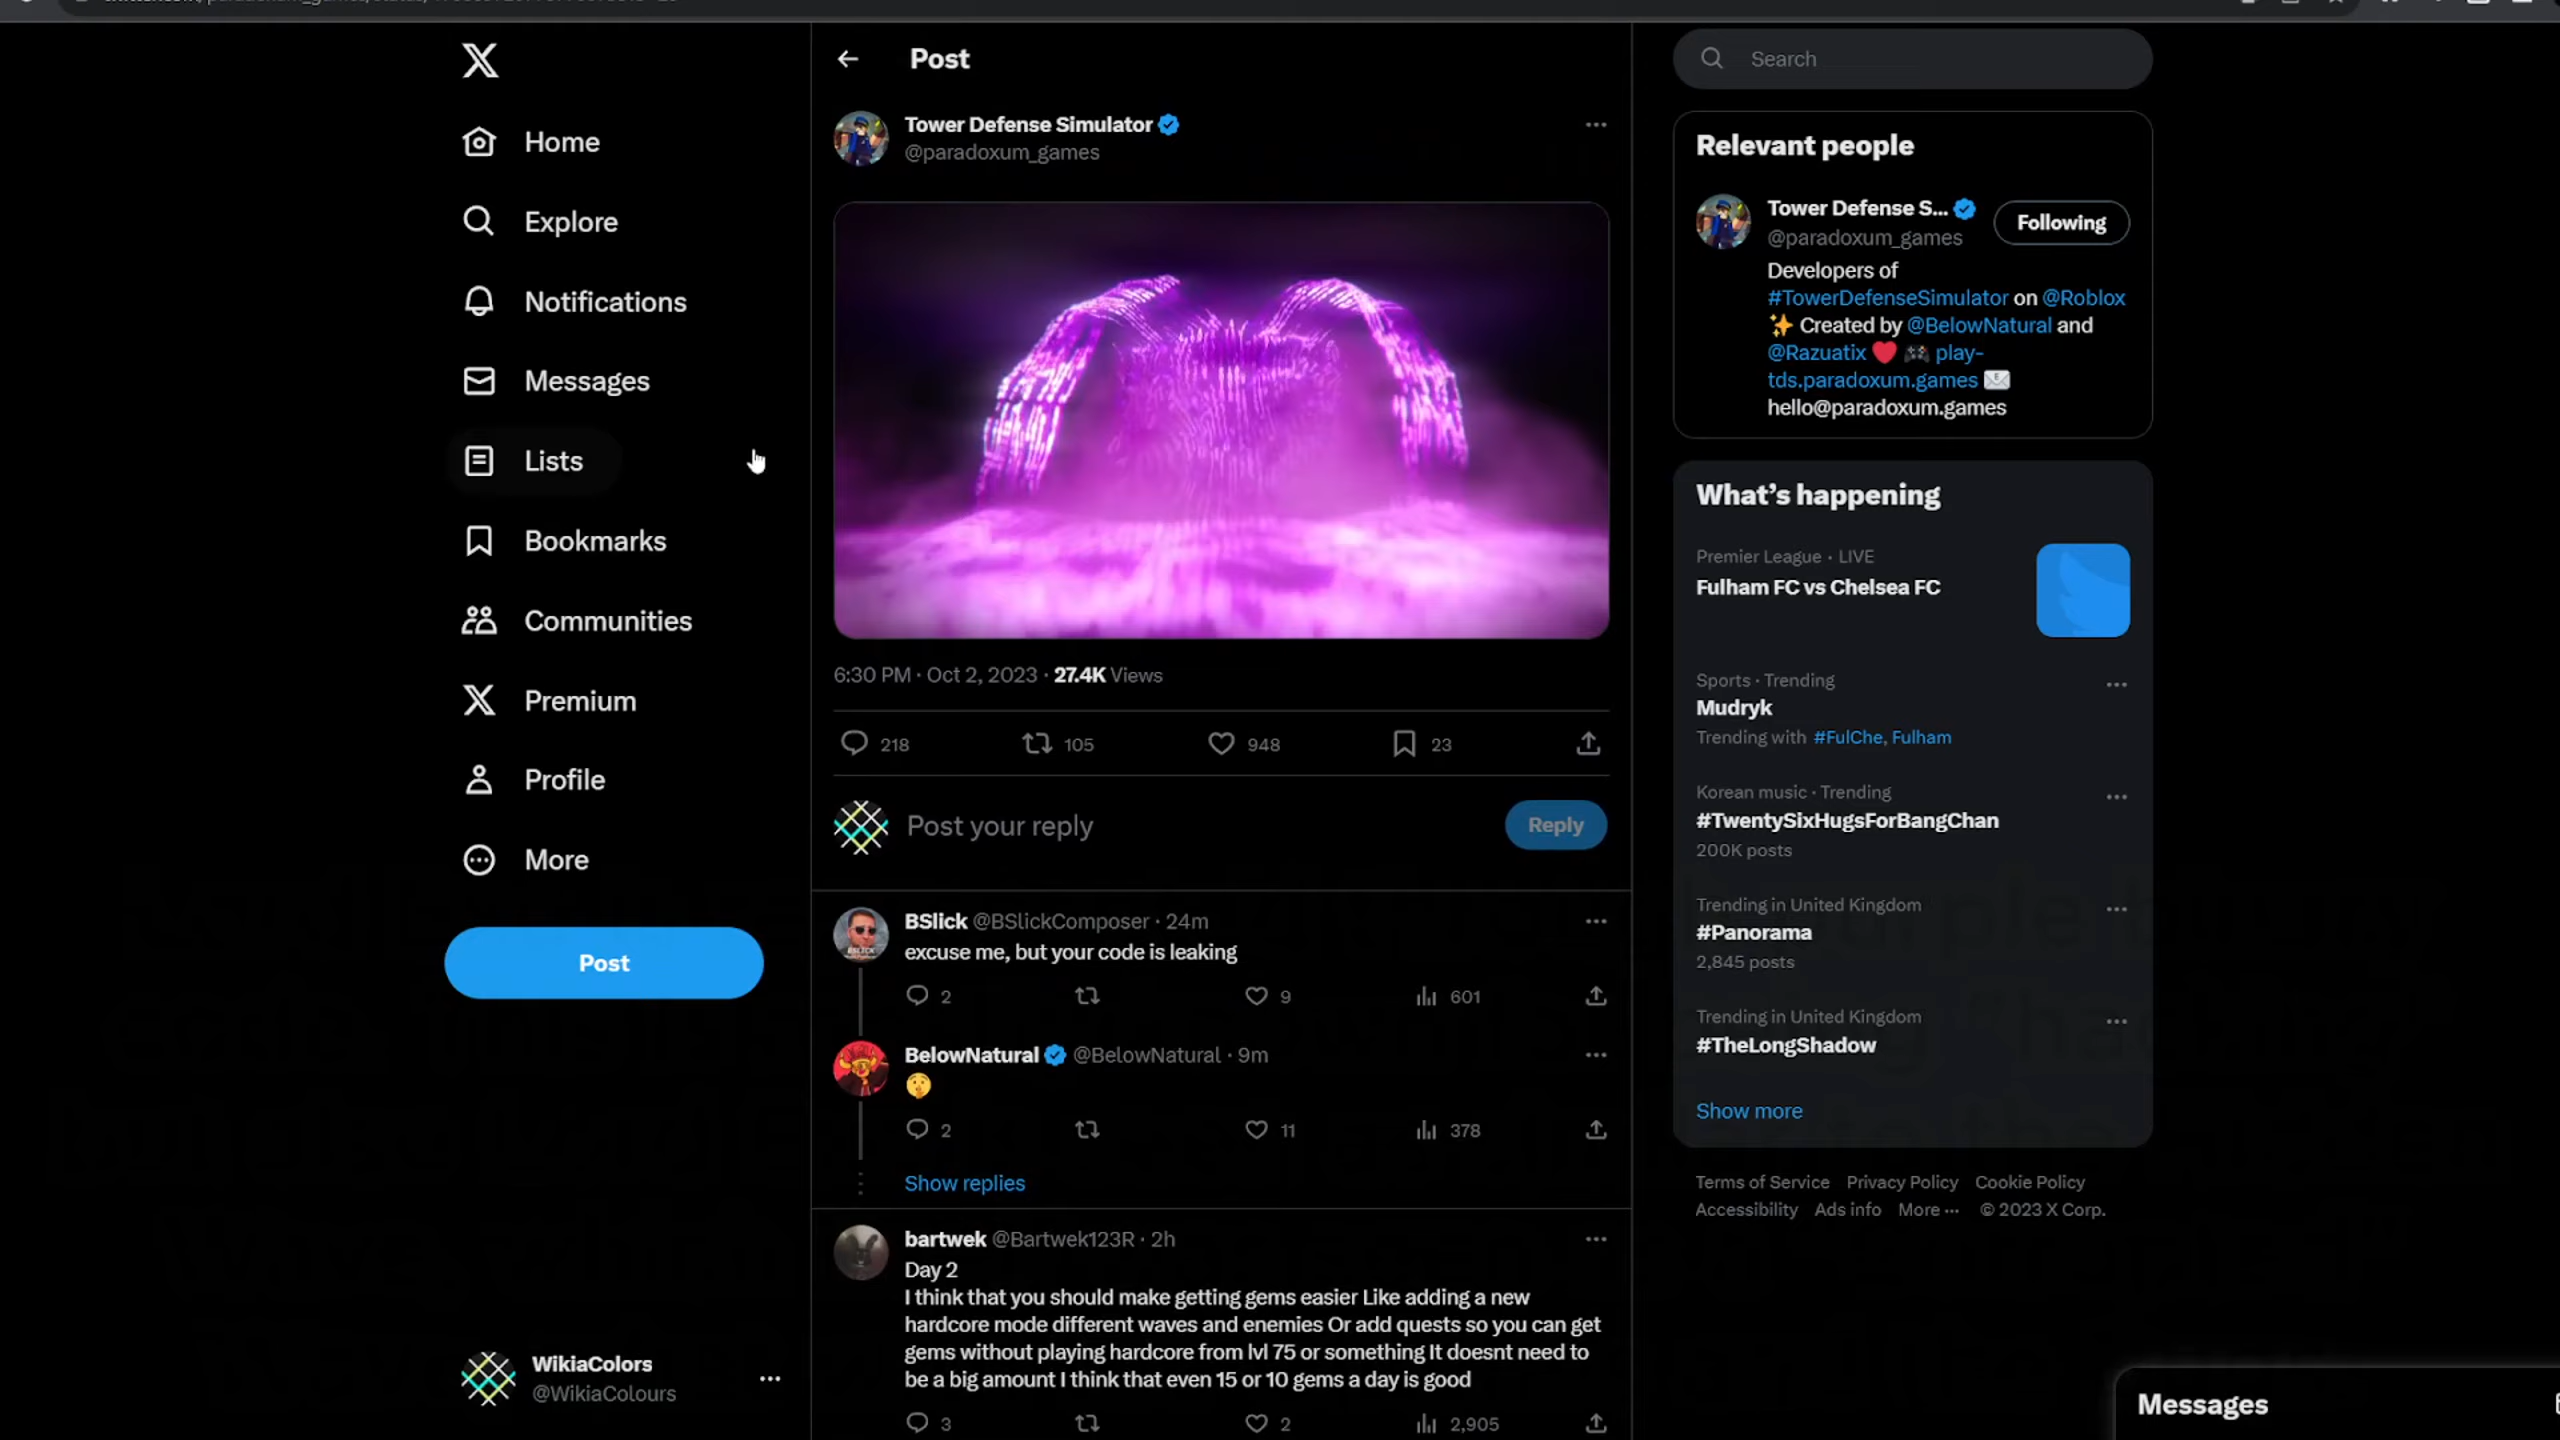 Home
Explore
Notifications
Messages
Lists
Bookmarks
Communities
Premium
Profile
More
Post
WikiaColors
@WikiaColours
Post
Tower Defense Simulator
@paradoxum_games
6:30 PM · Oct 2, 2023 · 27.4K Views
218 105 948 23
Post your reply
Reply
BSlick @BSlickComposer · 24m
excuse me, but your code is leaking
2 9 601
BelowNatural @BelowNatural · 9m
🤫
2 11 378
Show replies
bartwek @Bartwek123R · 2h
Day 2
I think that you should make getting gems easier Like adding a new
hardcore mode different waves and enemies Or add quests so you can get
gems without playing hardcore from lvl 75 or something It doesnt need to
be a big amount I think that even 15 or 10 gems a day is good
3 2 2,905
Search
Relevant people
Tower Defense S...
@paradoxum_games
Following
Developers of
#TowerDefenseSimulator on @Roblox
✨ Created by @BelowNatural and
@Razuatix ❤️ 🎮 play-
tds.paradoxum.games 📧
hello@paradoxum.games
What's happening
Premier League · LIVE
Fulham FC vs Chelsea FC
Sports · Trending
Mudryk
Trending with #FulChe, Fulham
Korean music · Trending
#TwentySixHugsForBangChan
200K posts
Trending in United Kingdom
#Panorama
2,845 posts
Trending in United Kingdom
#TheLongShadow
Show more
Terms of Service Privacy Policy Cookie Policy
Accessibility Ads info More ··· © 2023 X Corp.
Messages